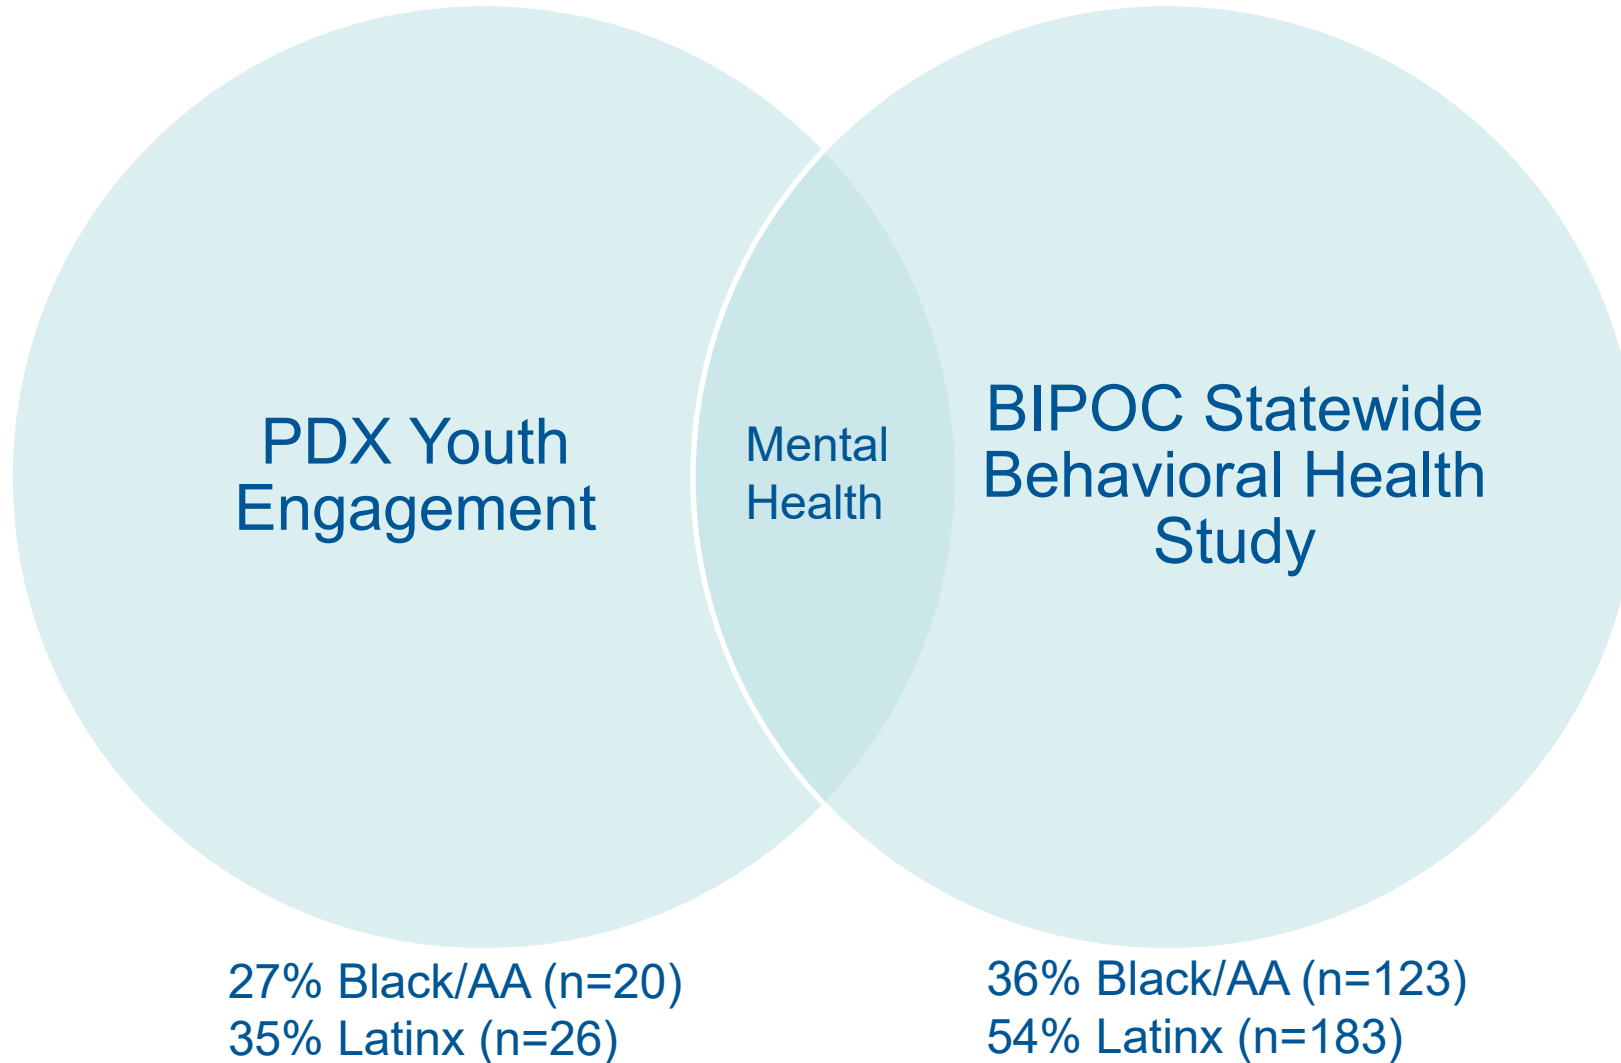 PDX Youth
Engagement
Mental
Health
BIPOC Statewide
Behavioral Health
Study
27% Black/AA (n=20)
35% Latinx (n=26)
36% Black/AA (n=123)
54% Latinx (n=183)